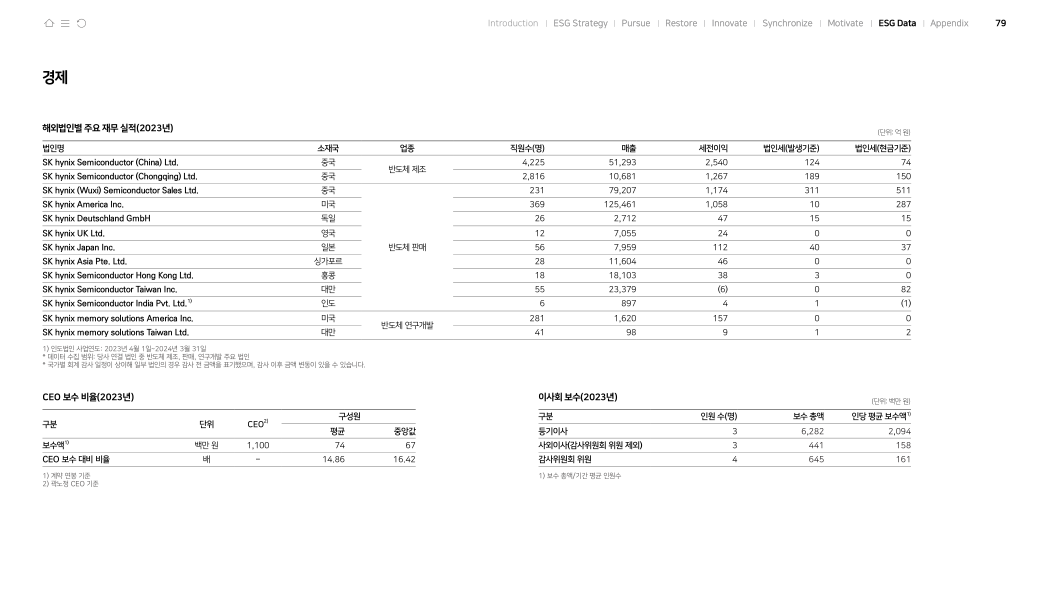 Introduction | ESG Strategy | Pursue | Restore | Innovate | Synchronize | Motivate | ESG Data | Appendix 79
경제
해외법인별 주요 재무 실적(2023년) (단위: 억 원)
법인명 소재국 업종 직원수(명) 매출 세전이익 법인세(발생기준) 법인세(현금기준)
SK hynix Semiconductor (China) Ltd. 중국 반도체 제조 4,225 51,293 2,540 124 74
SK hynix Semiconductor (Chongqing) Ltd. 중국 2,816 10,681 1,267 189 150
SK hynix (Wuxi) Semiconductor Sales Ltd. 중국 반도체 판매 231 79,207 1,174 311 511
SK hynix America Inc. 미국 369 125,461 1,058 10 287
SK hynix Deutschland GmbH 독일 26 2,712 47 15 15
SK hynix UK Ltd. 영국 12 7,055 24 0 0
SK hynix Japan Inc. 일본 56 7,959 112 40 37
SK hynix Asia Pte. Ltd. 싱가포르 28 11,604 46 0 0
SK hynix Semiconductor Hong Kong Ltd. 홍콩 18 18,103 38 3 0
SK hynix Semiconductor Taiwan Inc. 대만 55 23,379 (6) 0 82
SK hynix Semiconductor India Pvt. Ltd.1) 인도 6 897 4 1 (1)
SK hynix memory solutions America Inc. 미국 반도체 연구개발 281 1,620 157 0 0
SK hynix memory solutions Taiwan Ltd. 대만 41 98 9 1 2
1) 인도법인 사업연도: 2023년 4월 1일~2024년 3월 31일
* 데이터 수집 범위: 당사 연결 법인 중 반도체 제조, 판매, 연구개발 주요 법인
* 국가별 회계 감사 일정이 상이해 일부 법인의 경우 감사 전 금액을 표기했으며, 감사 이후 금액 변동이 있을 수 있습니다.
CEO 보수 비율(2023년)
구분 단위 CEO2) 구성원
평균 중앙값
보수액1) 백만 원 1,100 74 67
CEO 보수 대비 비율 배 – 14.86 16.42
1) 계약 연봉 기준
2) 곽노정 CEO 기준
이사회 보수(2023년) (단위: 백만 원)
구분 인원 수(명) 보수 총액 인당 평균 보수액1)
등기이사 3 6,282 2,094
사외이사(감사위원회 위원 제외) 3 441 158
감사위원회 위원 4 645 161
1) 보수 총액/기간 평균 인원수